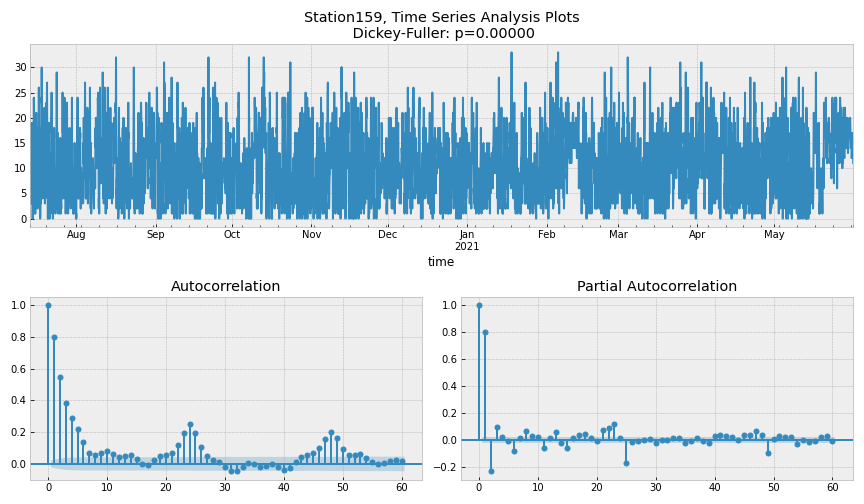 Station159, Time Series Analysis Plots
Dickey-Fuller: p=0.00000
30
25
20
15
10
5
0
Aug Sep Oct Nov Dec Jan Feb Mar Apr May
2021
time
Autocorrelation Partial Autocorrelation
1.0 1.0
0.8 0.8
0.6
0.6 0.4
0.4 0.2
0.2 0.0
0.0 −0.2
0 10 20 30 40 50 60 0 10 20 30 40 50 60